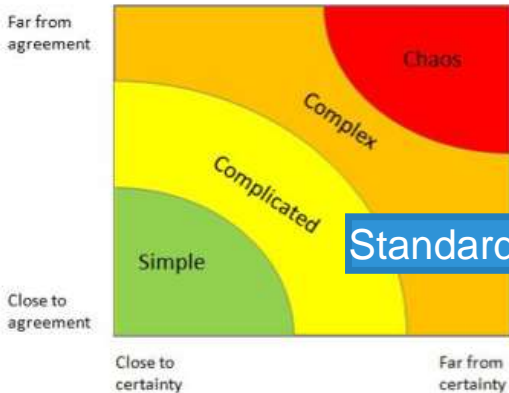 Far from
agreement
Chaos
Complex
Complicated
Standard
Simple
Close to
agreement
Close to
certainty
Far from
certainty